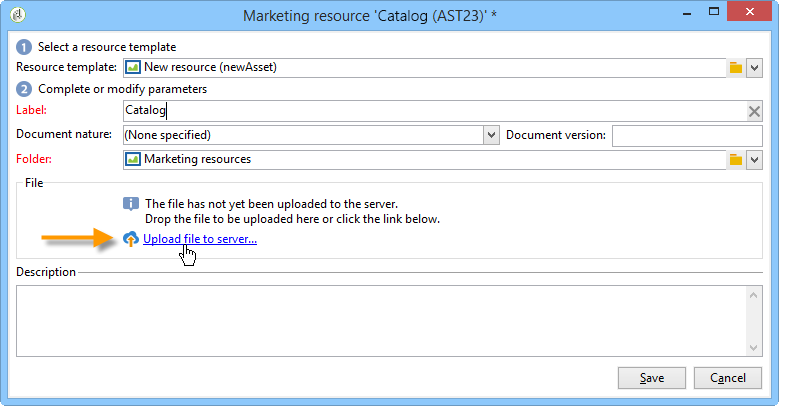 Marketing resource 'Catalog (AST23)' *
1 Select a resource template
Resource template: New resource (newAsset)
2 Complete or modify parameters
Label: Catalog
Document nature: (None specified) Document version:
Folder: Marketing resources
File
The file has not yet been uploaded to the server.
Drop the file to be uploaded here or click the link below.
Upload file to server...
Description
Save Cancel